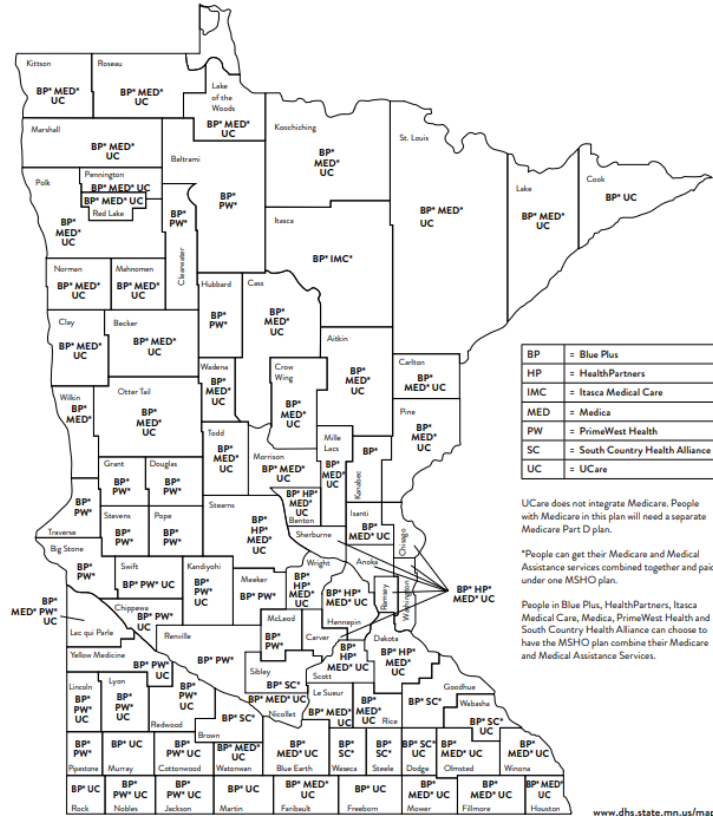 Kittson
BP* MED*
UC
Roseau
BP* MED*
UC
Lake
of the
Woods
BP* MED*
UC
Marshall
BP* MED*
UC
Beltrami
BP*
PW*
Koochiching
BP*
MED*
UC
St. Louis
BP* MED*
UC
Lake
BP* MED*
UC
Cook
BP* UC
Polk
BP*
MED*
UC
Pennington
BP* MED* UC
BP* MED* UC
Red Lake
BP*
PW*
Clearwater
Itasca
BP* IMC*
Norman
BP* MED*
UC
Mahnomen
BP* MED*
UC
Hubbard
BP*
PW*
Cass
BP*
MED*
UC
Clay
BP* MED*
UC
Becker
BP* MED*
UC
Aitkin
BP*
MED*
UC
Wadena
BP*
MED*
UC
Crow
Wing
BP*
MED*
UC
Carlton
BP*
MED* UC
Wilkin
BP*
MED*
Otter Tail
BP*
MED*
UC
Pine
BP*
MED* UC
Todd
BP*
MED*
UC
Morrison
BP* MED*
UC
Mille
Lacs
BP*
MED*
UC
BP*
Kanabec
Grant
BP*
PW*
Douglas
BP*
PW*
BP* HP*
MED*
UC
Benton
BP*
PW*
Traverse
Stevens
BP*
PW*
Pope
BP*
PW*
Stearns
BP*
HP*
MED*
UC
Isanti
BP*
MED* UC
Sherburne
Chisago
Big Stone
BP*
PW*
Swift
BP* PW* UC
Kandiyohi
BP*
PW*
UC
Meeker
BP* PW*
Wright
BP*
HP*
MED*
UC
Anoka
BP*
HP* UC
MED*
Hennepin
Ramsey
Washington
BP* HP*
MED* UC
BP*
MED* PW*
UC
Lac qui Parle
Chippewa
BP* PW*
UC
Renville
BP* PW*
McLeod
BP*
PW*
Carver
BP*
HP*
MED* UC
Scott
Dakota
BP* HP*
MED*
UC
Yellow Medicine
BP* PW*
UC
Sibley
BP* SC*
Lincoln
BP*
PW*
UC
Lyon
BP*
PW*
UC
BP*
PW*
UC
Redwood
BP* SC*
Brown
BP* MED* UC
Nicollet
Le Sueur
BP* MED*
UC
BP*
MED*
UC
Rice
Goodhue
BP* SC*
Wabasha
BP* SC*
UC
BP*
PW*
Pipestone
BP* UC
Murray
BP*
PW* UC
Cottonwood
BP* MED*
UC
Watonwan
BP* MED*
UC
Blue Earth
BP*
SC*
Waseca
BP*
SC*
Steele
BP* SC*
UC
Dodge
BP*
MED* UC
Olmsted
BP* MED*
UC
Winona
BP* UC
Rock
BP*
PW* UC
Nobles
BP*
PW* UC
Jackson
BP* UC
Martin
BP* MED*
UC
Faribault
BP* UC
Freeborn
BP*
MED* UC
Mower
BP* MED*
UC
Fillmore
BP* MED*
UC
Houston
BP = Blue Plus
HP = HealthPartners
IMC = Itasca Medical Care
MED = Medica
PW = PrimeWest Health
SC = South Country Health Alliance
UC = UCare
UCare does not integrate Medicare. People
with Medicare in this plan will need a separate
Medicare Part D plan.
*People can get their Medicare and Medical
Assistance services combined together and paid
under one MSHO plan.
People in Blue Plus, HealthPartners, Itasca
Medical Care, Medica, PrimeWest Health and
South Country Health Alliance can choose to
have the MSHO plan combine their Medicare
and Medical Assistance Services.
www.dhs.state.mn.us/map